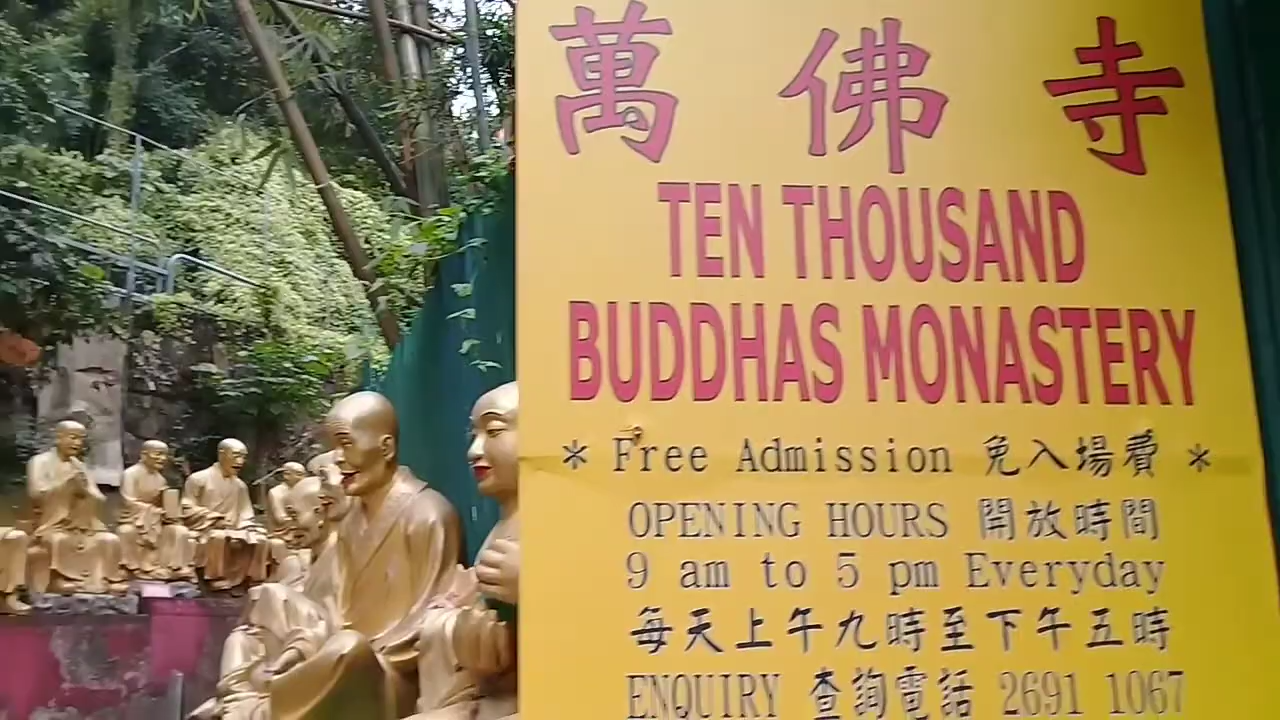 萬佛寺
TEN THOUSAND
BUDDHAS MONASTERY
* Free Admission 免入場費 *
OPENING HOURS 開放時間
9 am to 5 pm Everyday
每天上午九時至下午五時
ENQUIRY 查詢電話 2691 1067